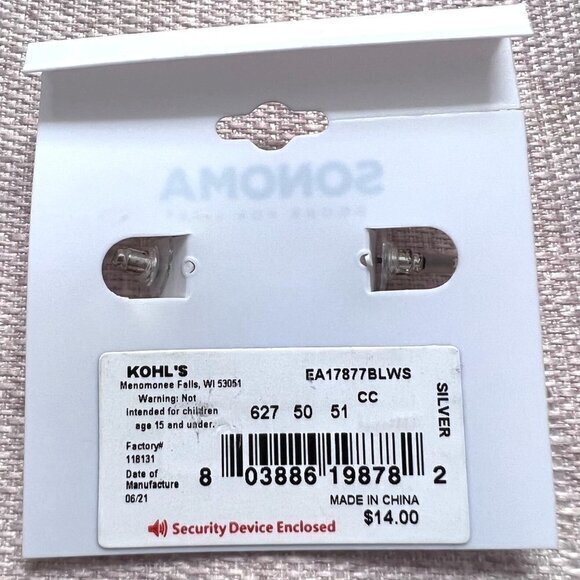 SONOMA
KOHL'S
Menomonee Falls, WI 53051
Warning: Not
intended for children
age 15 and under.
Factory#
118131
Date of
Manufacture
06/21
EA17877BLWS
CC
627 50 51
SILVER
8 03886 19878 2
MADE IN CHINA
$14.00
Security Device Enclosed